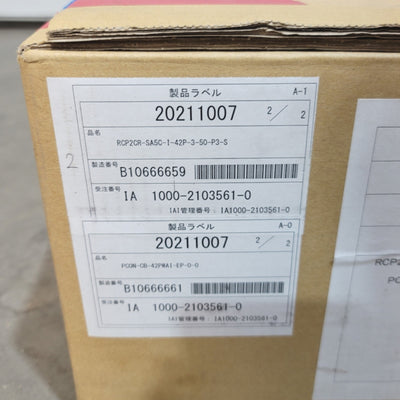 製品ラベル A-1
20211007 2/2
品名
RCP2CR-SA5C-I-42P-3-50-P3-S
製造番号
B10666659
受注番号
IA 1000-2103561-0
IAI管理番号: IA1000-2103561-0
製品ラベル A-0
20211007 2/2
品名
PCON-CB-42PWAI-EP-0-0
製造番号
B10666661
受注番号
IA 1000-2103561-0
IAI管理番号: IA1000-2103561-0
2
RCP2
PC